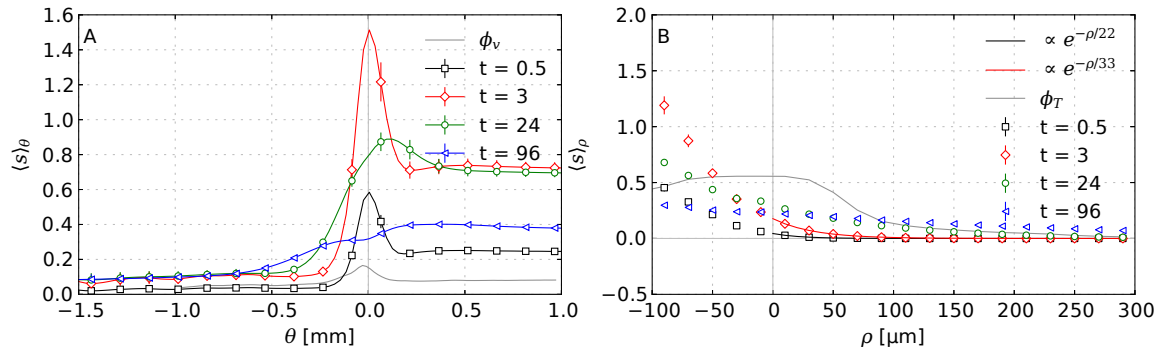 A
1.6
1.4
1.2
1.0
0.8
0.6
0.4
0.2
0.0
⟨s⟩θ
−1.5
−1.0
−0.5
0.0
0.5
1.0
θ [mm]
ϕv
t = 0.5
t = 3
t = 24
t = 96
B
2.0
1.5
1.0
0.5
0.0
−0.5
⟨s⟩ρ
−100
−50
0
50
100
150
200
250
300
ρ [µm]
∝ e^{−ρ/22}
∝ e^{−ρ/33}
ϕT
t = 0.5
t = 3
t = 24
t = 96